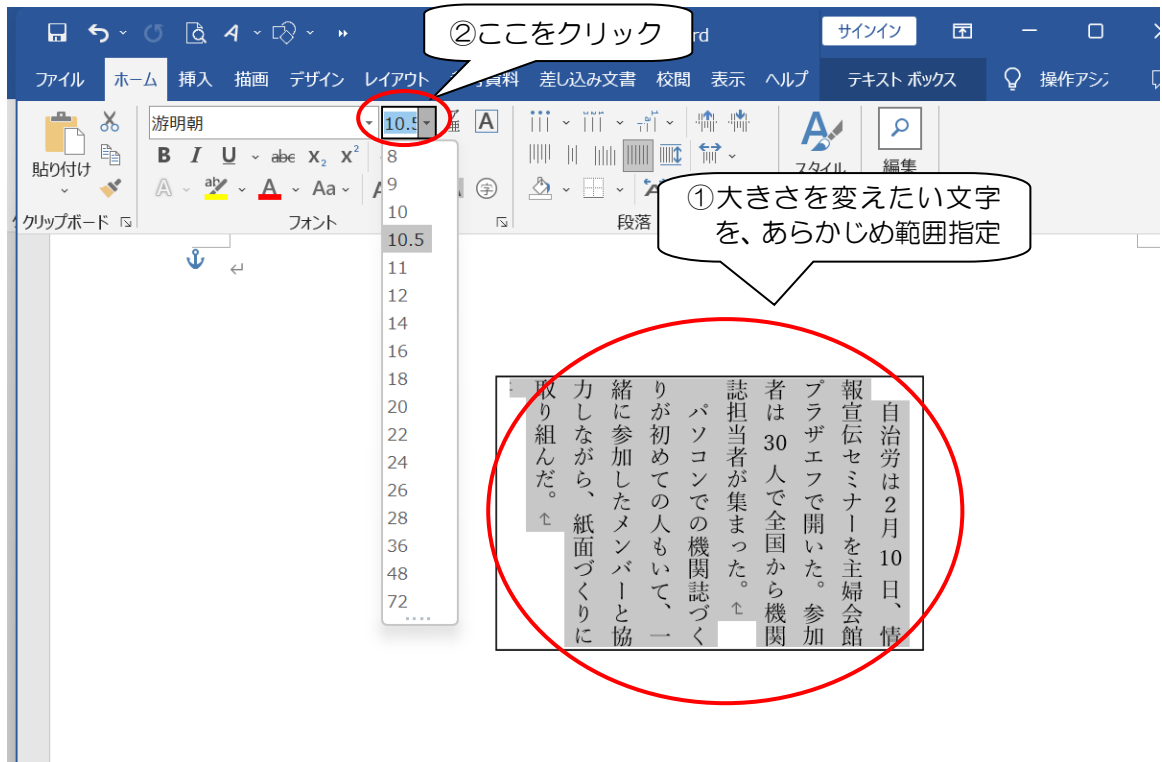 ②ここをクリック
rd
サインイン
ファイル ホーム 挿入 描画 デザイン レイアウト 資料 差し込み文書 校閲 表示 ヘルプ テキスト ボックス 操作アシ
游明朝
10.5
A
貼り付け
B I U abc X₂ X²
A aby A Aa A 字
スタイル 編集
クリップボード フォント 段落
①大きさを変えたい文字
を、あらかじめ範囲指定
8
9
10
10.5
11
12
14
16
18
20
22
24
26
28
36
48
72
自治労は2月10日、情
報宣伝セミナーを主婦会館
プラザエフで開いた。参加
者は30人で全国から機関
誌担当者が集まった。
パソコンでの機関誌づく
りが初めての人もいて、一
緒に参加したメンバーと協
力しながら、紙面づくりに
取り組んだ。